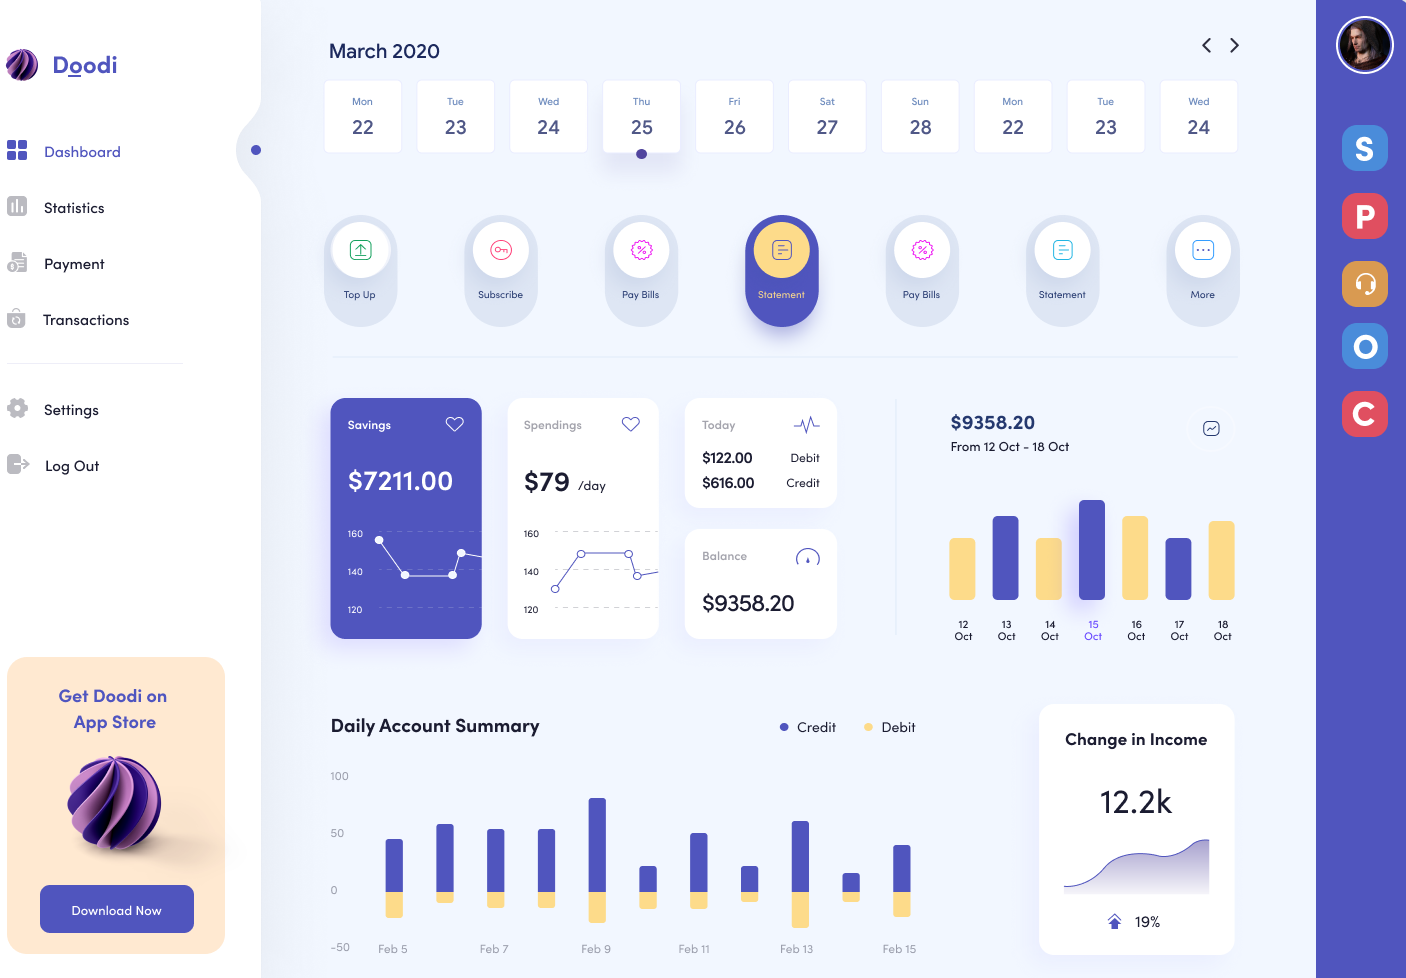 Doodi
Dashboard
Statistics
Payment
Transactions
Settings
Log Out
Get Doodi on
App Store
Download Now
March 2020
Mon Tue Wed Thu Fri Sat Sun Mon Tue Wed
22 23 24 25 26 27 28 22 23 24
Top Up Subscribe Pay Bills Statement Pay Bills Statement More
Savings
$7211.00
160
140
120
Spendings
$79 /day
160
140
120
Today
$122.00 Debit
$616.00 Credit
Balance
$9358.20
$9358.20
From 12 Oct - 18 Oct
12 13 14 15 16 17 18
Oct Oct Oct Oct Oct Oct Oct
Daily Account Summary
Credit Debit
100
50
0
-50
Feb 5 Feb 7 Feb 9 Feb 11 Feb 13 Feb 15
Change in Income
12.2k
19%
S
P
O
C